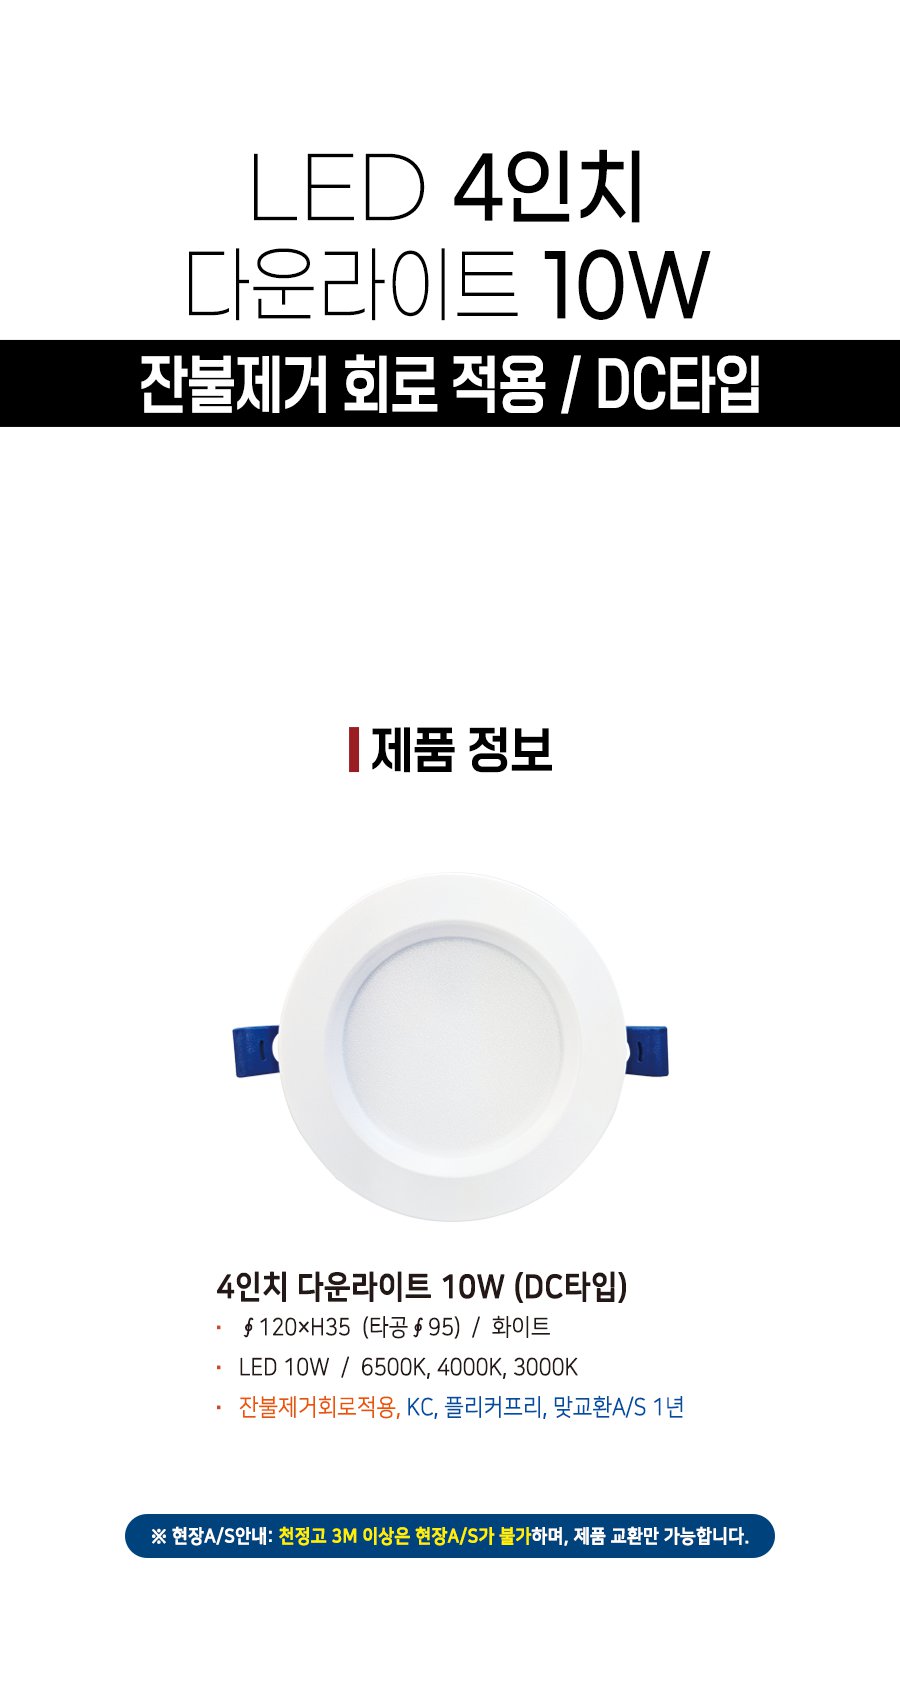 LED 4인치
다운라이트 10W
잔불제거 회로 적용 / DC타입
제품 정보
4인치 다운라이트 10W (DC타입)
· ∮120×H35 (타공∮95) / 화이트
· LED 10W / 6500K, 4000K, 3000K
· 잔불제거회로적용, KC, 플리커프리, 맞교환A/S 1년
※ 현장A/S안내: 천정고 3M 이상은 현장A/S가 불가하며, 제품 교환만 가능합니다.